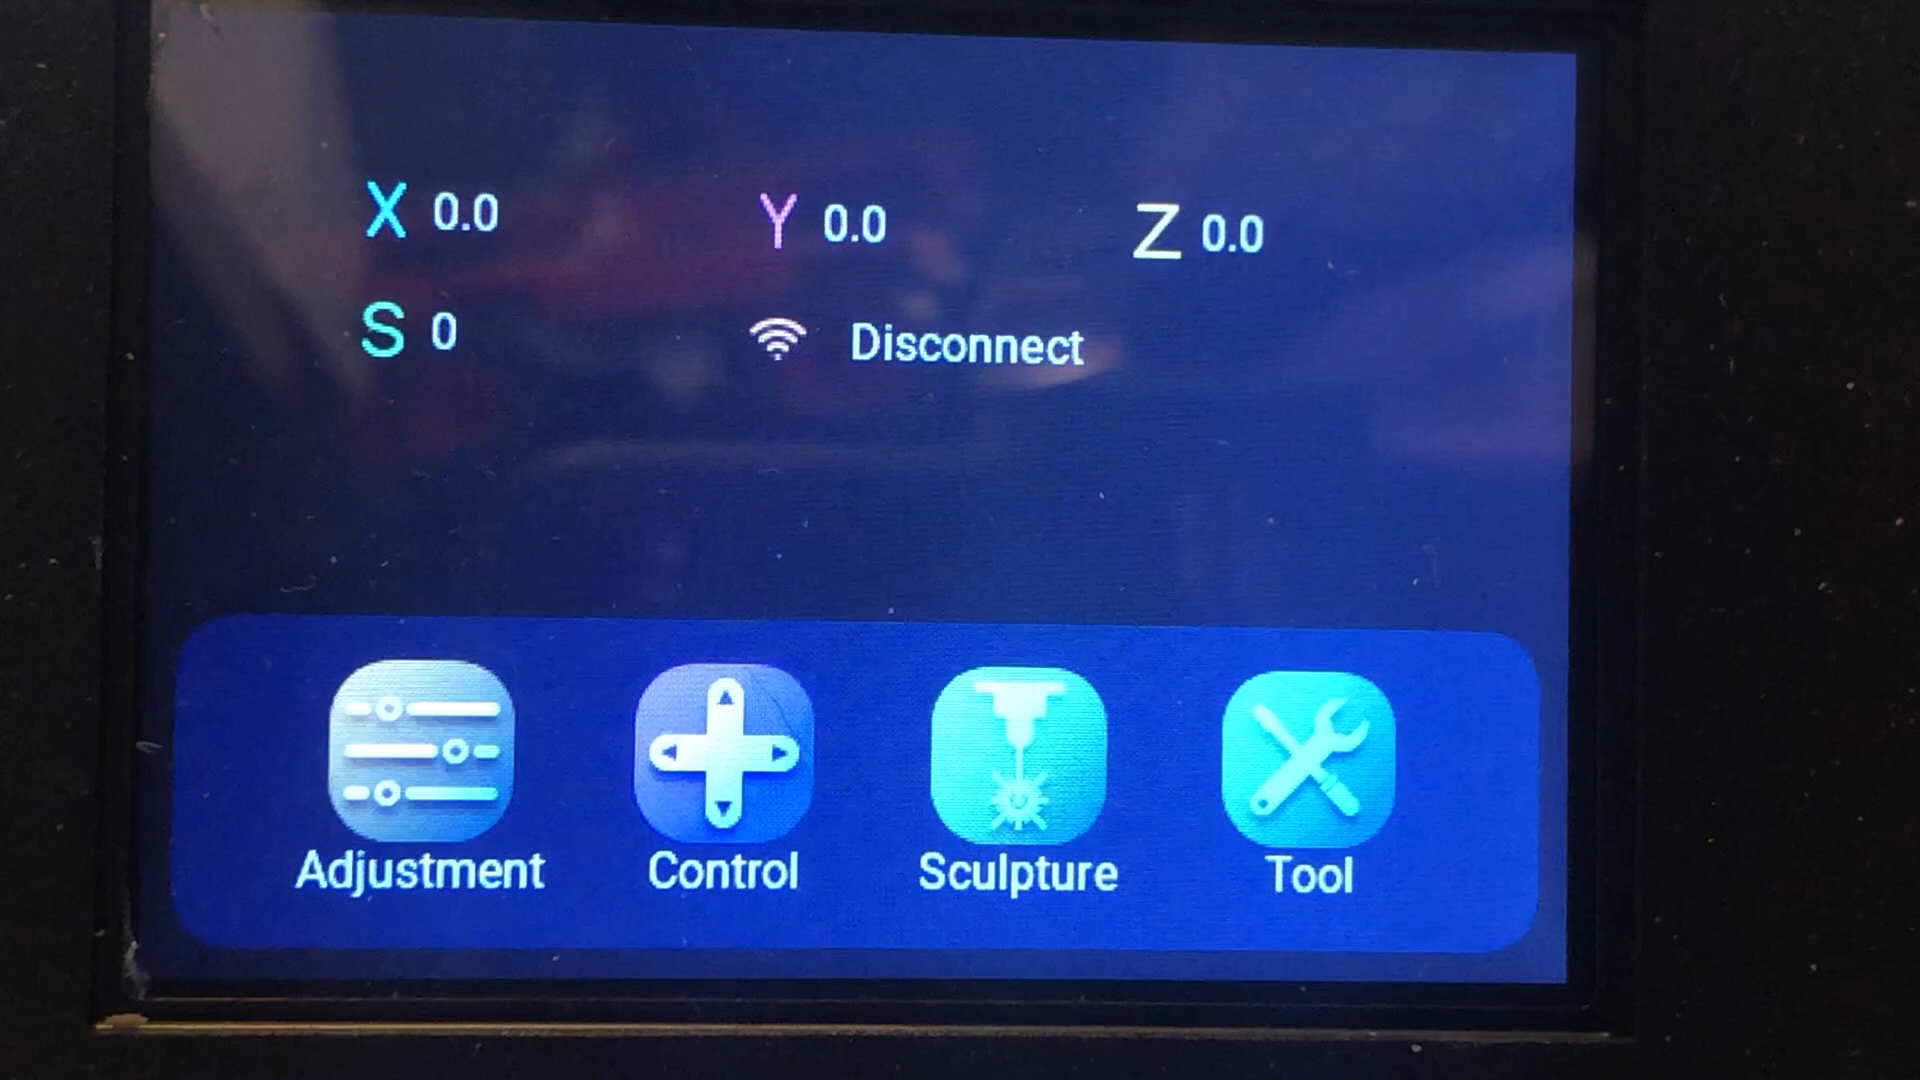 X 0.0 Y 0.0 Z 0.0
S 0 Disconnect
Adjustment Control Sculpture Tool